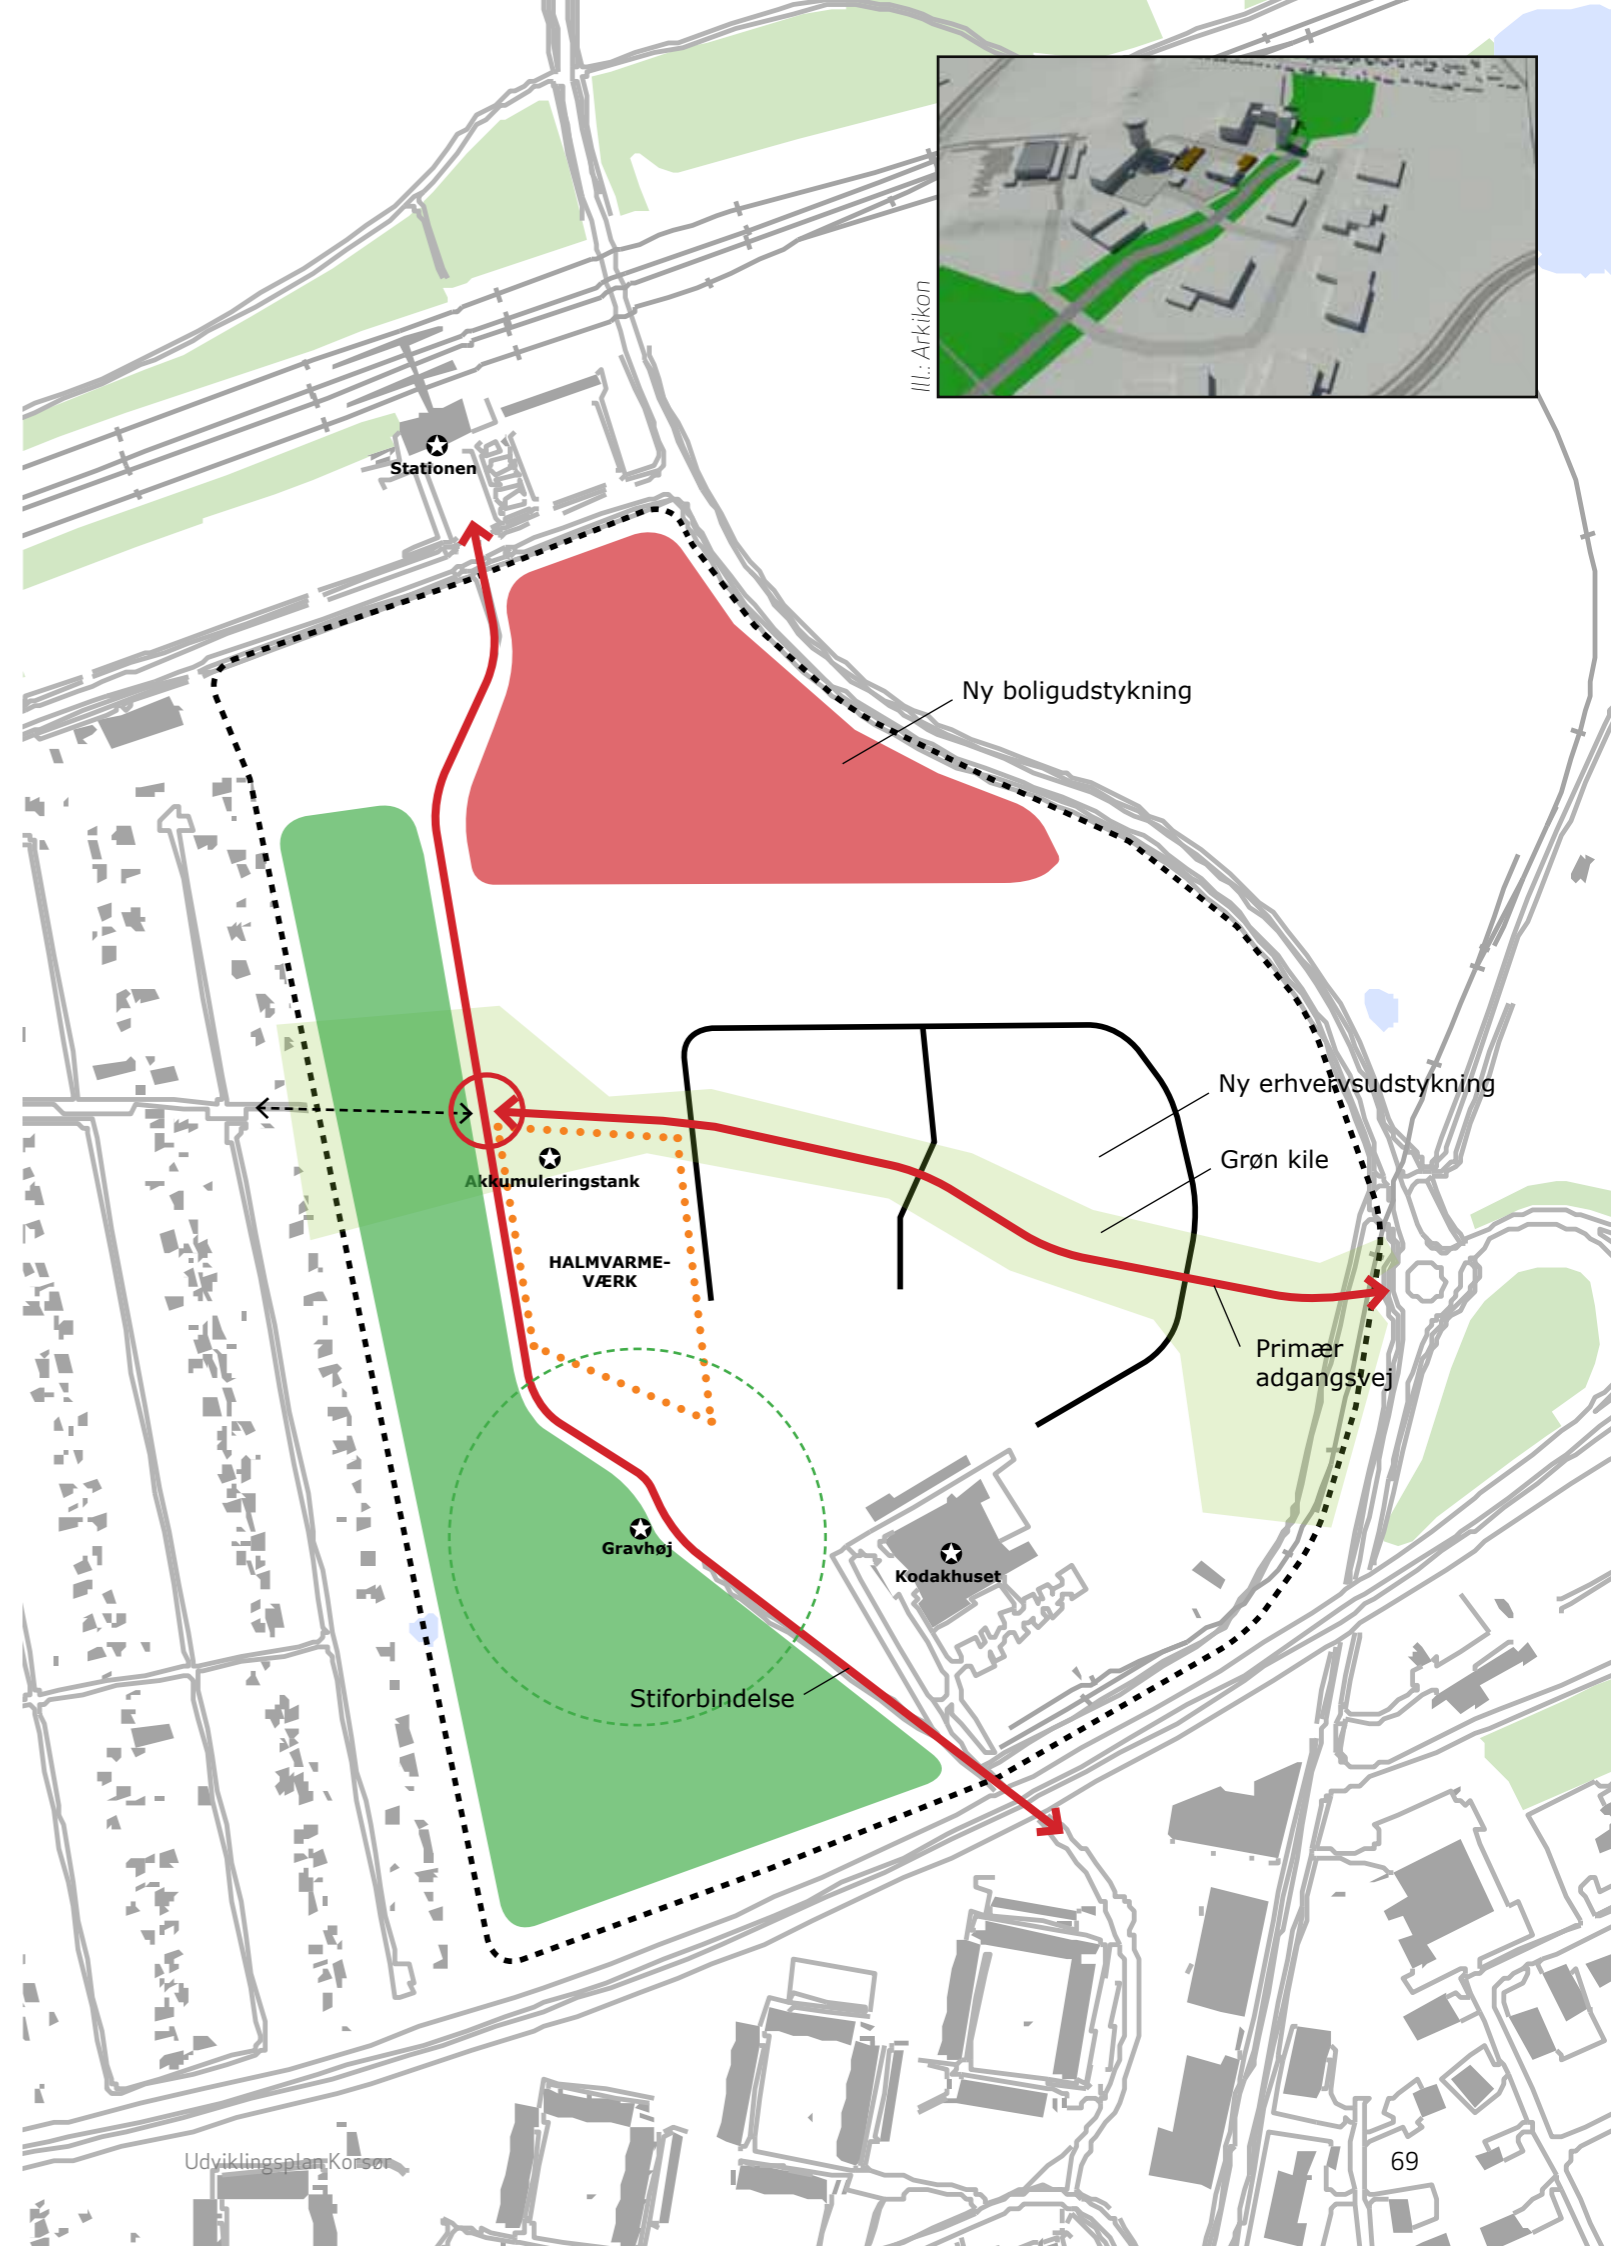 Ill.: Arkikon
Stationen
Ny boligudstykning
Ny erhvervsudstykning
Grøn kile
Akkumuleringstank
HALMVARME-
VÆRK
Primær
adgangsvej
Gravhøj
Kodakhuset
Stiforbindelse
Udviklingsplan Korsør
69